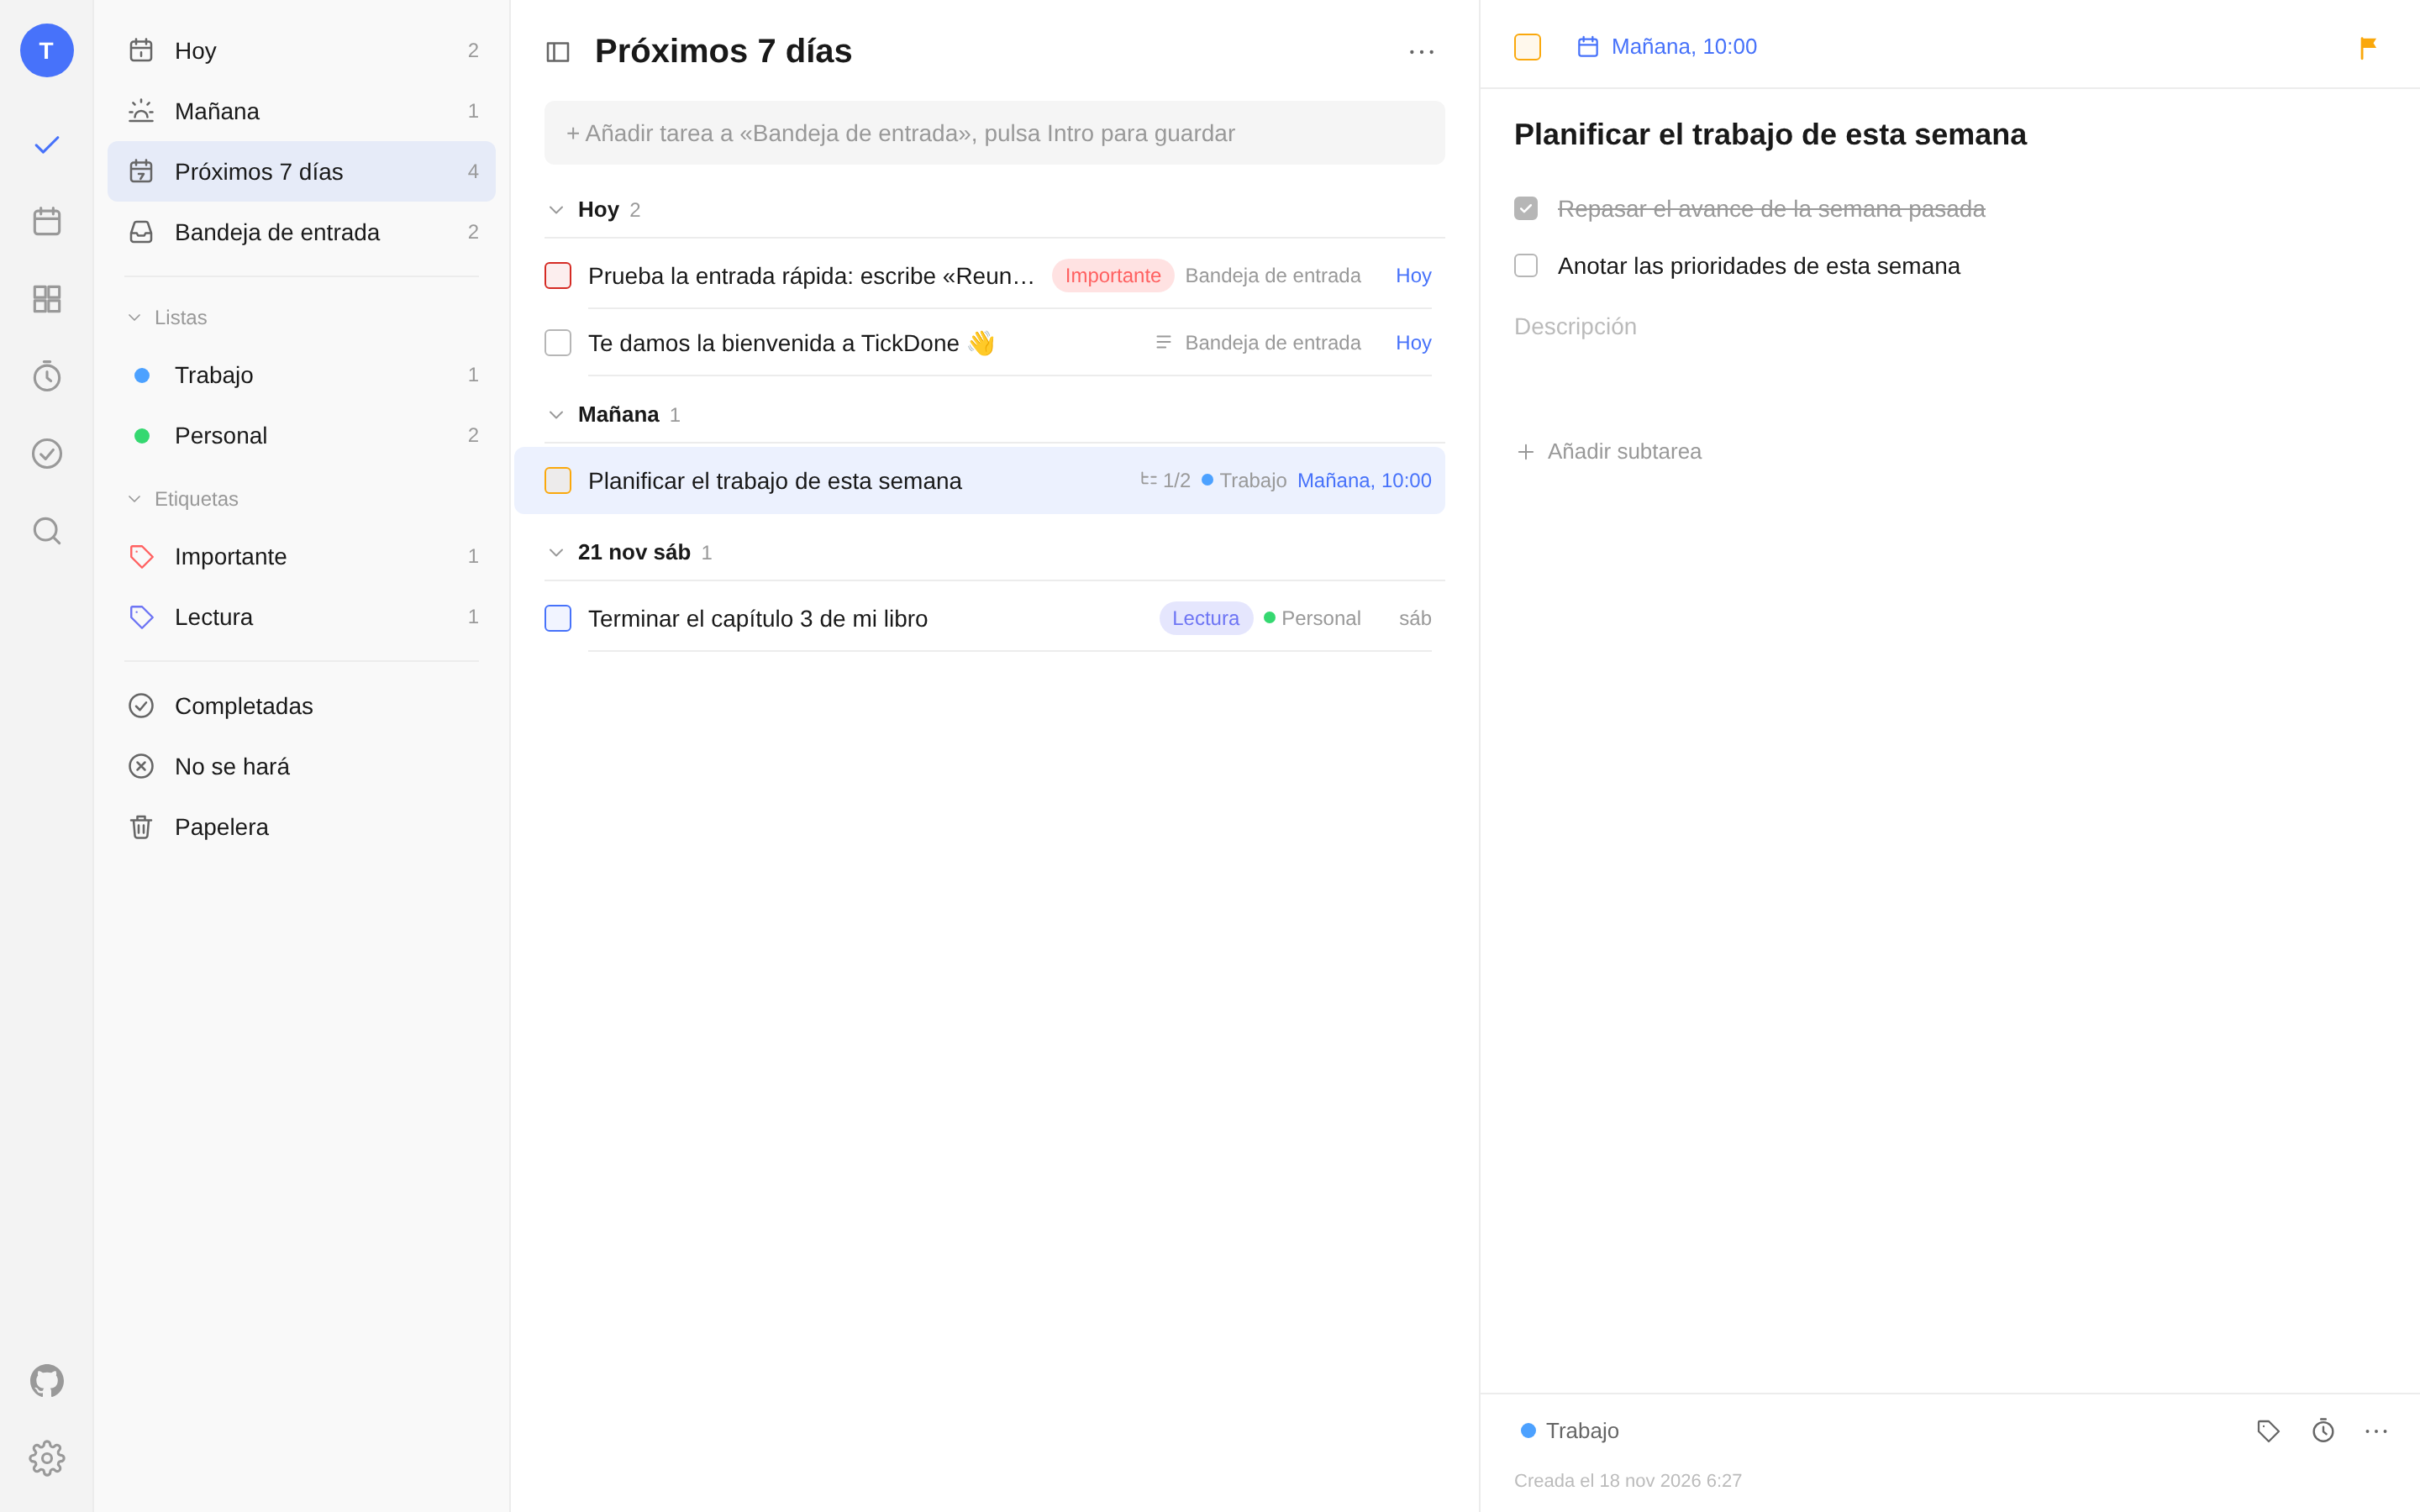 T
Hoy 2
Mañana 1
Próximos 7 días 4
Bandeja de entrada 2
Listas
Trabajo 1
Personal 2
Etiquetas
Importante 1
Lectura 1
Completadas
No se hará
Papelera
Próximos 7 días
+ Añadir tarea a «Bandeja de entrada», pulsa Intro para guardar
Hoy 2
Prueba la entrada rápida: escribe «Reun… Importante Bandeja de entrada Hoy
Te damos la bienvenida a TickDone 👋 Bandeja de entrada Hoy
Mañana 1
Planificar el trabajo de esta semana 1/2 Trabajo Mañana, 10:00
21 nov sáb 1
Terminar el capítulo 3 de mi libro Lectura Personal sáb
Mañana, 10:00
Planificar el trabajo de esta semana
Repasar el avance de la semana pasada
Anotar las prioridades de esta semana
Descripción
Añadir subtarea
Trabajo
Creada el 18 nov 2026 6:27